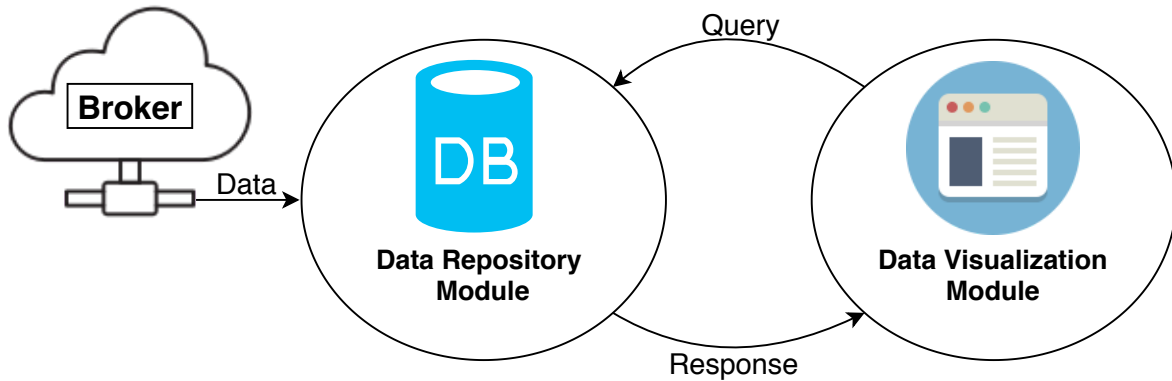 Query
Broker
DB
Data
Data Repository
Module
Data Visualization
Module
Response